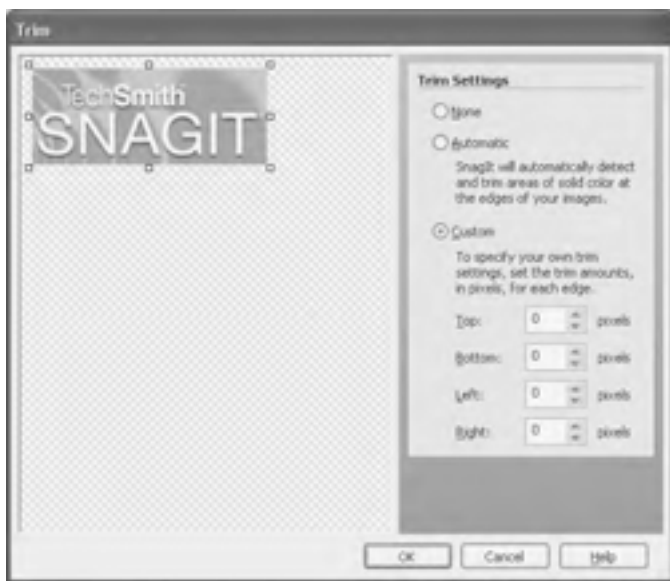 Trim
TechSmith
SNAGIT
Trim Settings
None
Automatic
SnagIt will automatically detect
and trim areas of solid color at
the edges of your images.
Custom
To specify your own trim
settings, set the trim amounts,
in pixels, for each edge.
Top: 0 pixels
Bottom: 0 pixels
Left: 0 pixels
Right: 0 pixels
OK Cancel Help